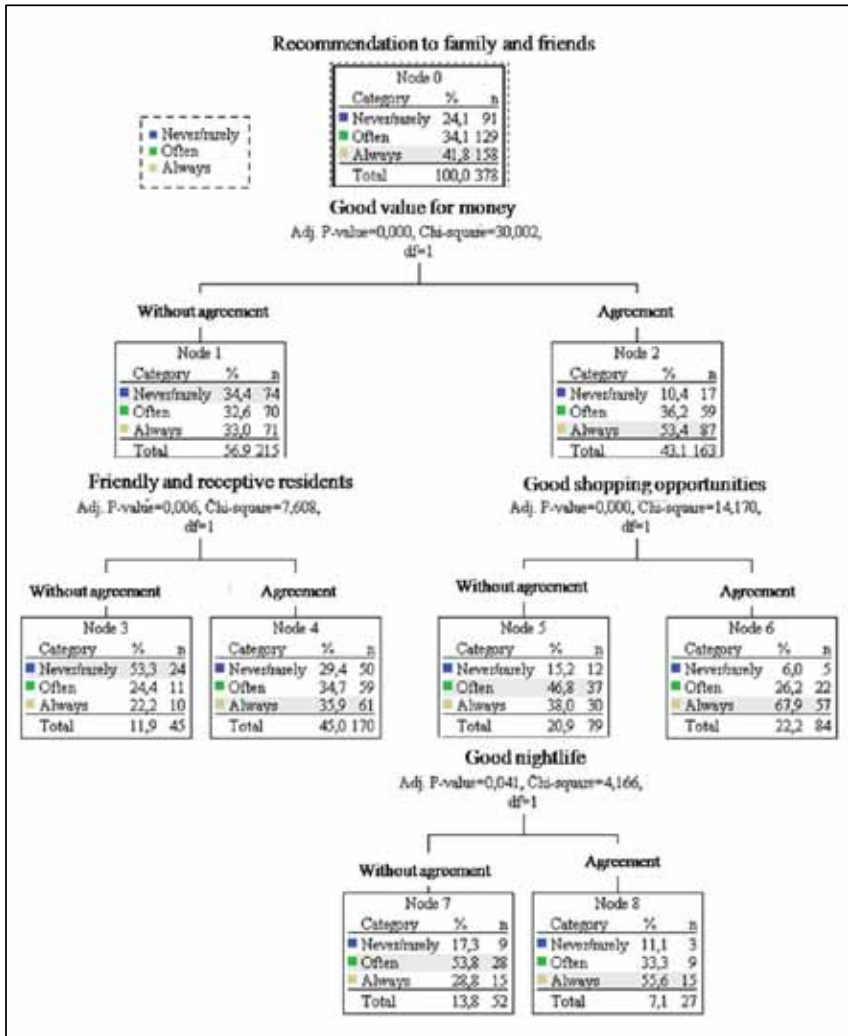 Recommendation to family and friends
Never/rarely
Often
Always
Node 0
Category % n
Never/rarely 24,1 91
Often 34,1 129
Always 41,8 158
Total 100,0 378
Good value for money
Adj. P-value=0,000, Chi-square=30,002,
df=1
Without agreement
Agreement
Node 1
Category % n
Never/rarely 34,4 74
Often 32,6 70
Always 33,0 71
Total 56,9 215
Node 2
Category % n
Never/rarely 10,4 17
Often 36,2 59
Always 53,4 87
Total 43,1 163
Friendly and receptive residents
Adj. P-value=0,006, Chi-square=7,608,
df=1
Good shopping opportunities
Adj. P-value=0,000, Chi-square=14,170,
df=1
Without agreement
Agreement
Without agreement
Agreement
Node 3
Category % n
Never/rarely 53,3 24
Often 24,4 11
Always 22,2 10
Total 11,9 45
Node 4
Category % n
Never/rarely 29,4 50
Often 34,7 59
Always 35,9 61
Total 45,0 170
Node 5
Category % n
Never/rarely 15,2 12
Often 46,8 37
Always 38,0 30
Total 20,9 79
Node 6
Category % n
Never/rarely 6,0 5
Often 26,2 22
Always 67,9 57
Total 22,2 84
Good nightlife
Adj. P-value=0,041, Chi-square=4,166,
df=1
Without agreement
Agreement
Node 7
Category % n
Never/rarely 17,3 9
Often 53,8 28
Always 28,8 15
Total 13,8 52
Node 8
Category % n
Never/rarely 11,1 3
Often 33,3 9
Always 55,6 15
Total 7,1 27